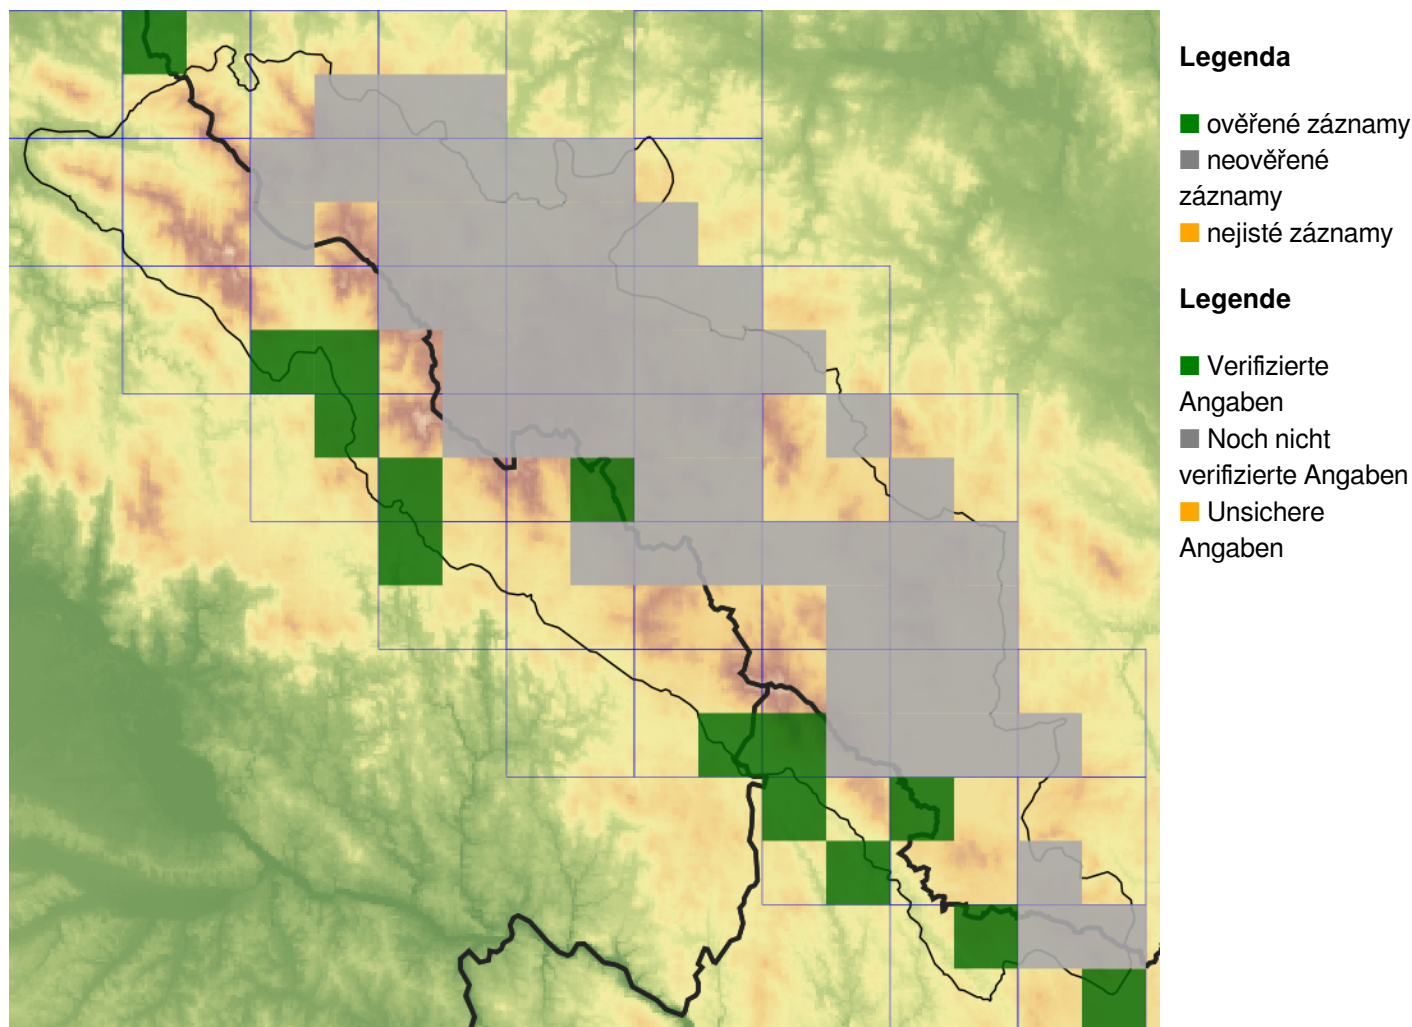 Legenda
ověřené záznamy
neověřené
záznamy
nejisté záznamy
Legende
Verifizierte
Angaben
Noch nicht
verifizierte Angaben
Unsichere
Angaben